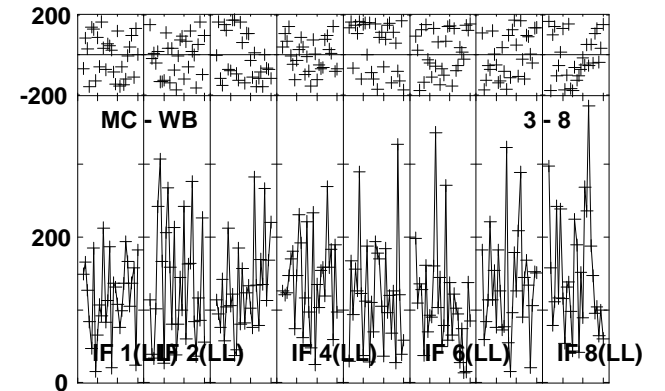 200
-200
MC - WB 3 - 8
200
IF 1(LL) IF 2(LL) IF 4(LL) IF 6(LL) IF 8(LL)
0